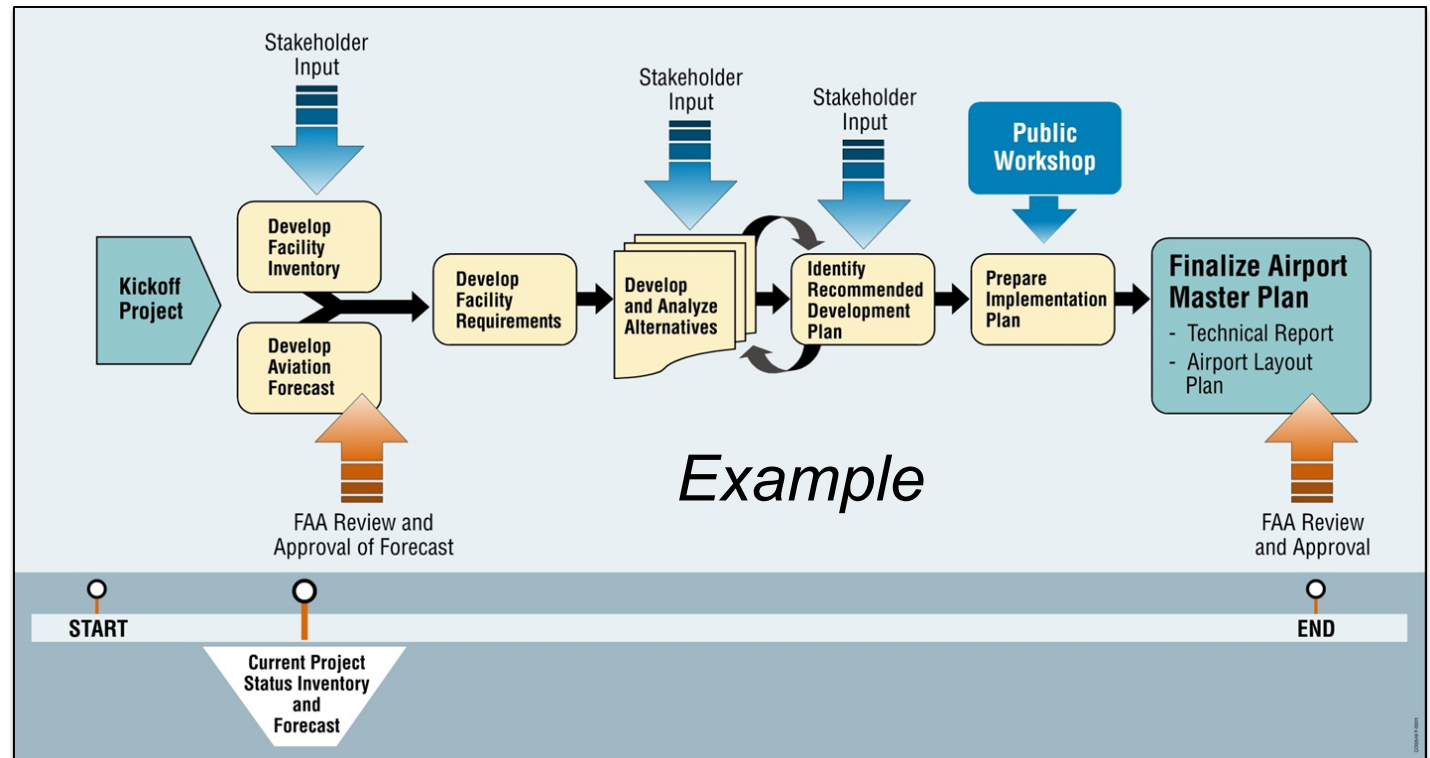 Stakeholder
Input
Stakeholder
Input
Stakeholder
Input
Public
Workshop
Kickoff
Project
Develop
Facility
Inventory
Develop
Aviation
Forecast
Develop
Facility
Requirements
Develop
and Analyze
Alternatives
Identify
Recommended
Development
Plan
Prepare
Implementation
Plan
Finalize Airport
Master Plan
- Technical Report
- Airport Layout
Plan
Example
FAA Review and
Approval of Forecast
FAA Review
and Approval
START
END
Current Project
Status Inventory
and
Forecast